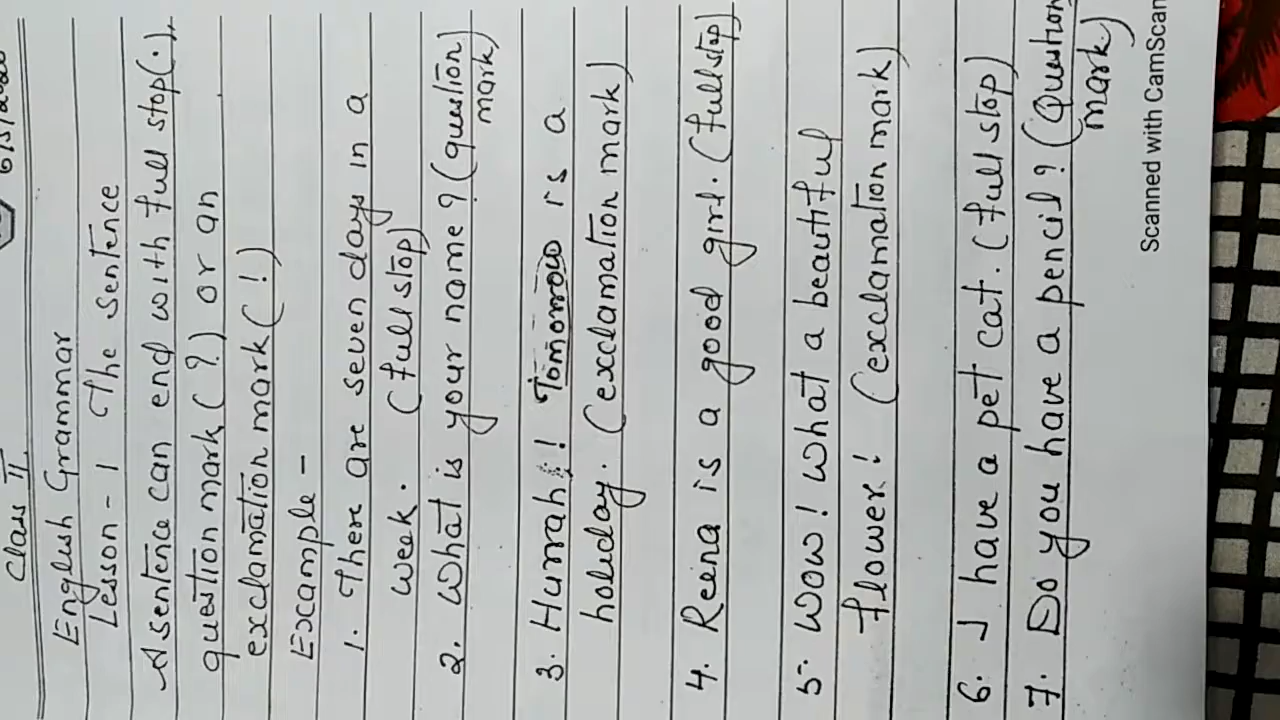 Class II
English Grammar
Lesson - 1 The sentence
A sentence can end with full stop (.),
question mark (?) or an
exclamation mark (!)
Example -
1. There are seven days in a
week. (full stop)
2. What is your name? (question
mark)
3. Hurrah! Tomorrow is a
holiday. (exclamation mark)
4. Reena is a good girl. (full stop)
5. Wow! What a beautiful
flower! (exclamation mark)
6. I have a pet cat. (full stop)
7. Do you have a pencil? (Question
mark)
Scanned with CamScan